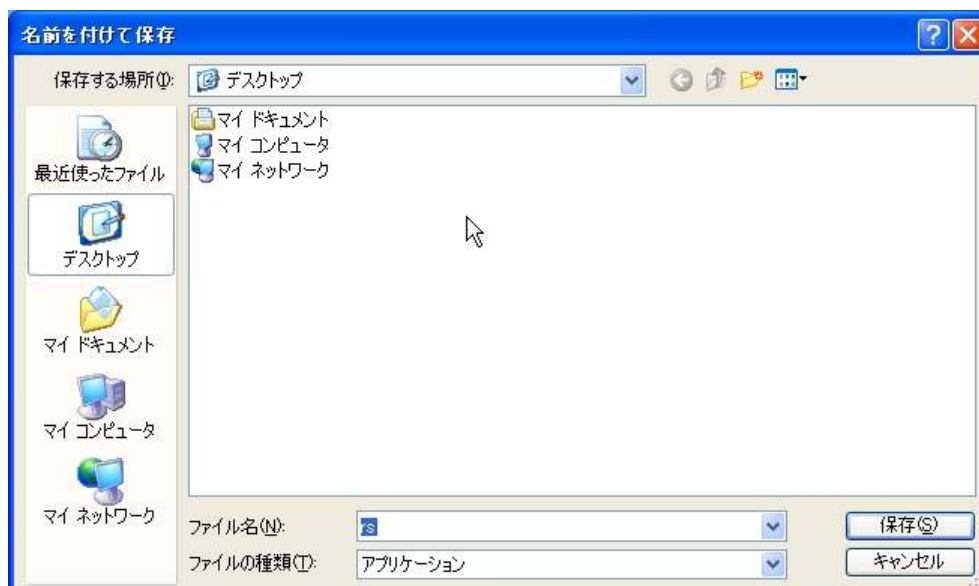 名前を付けて保存
保存する場所(I):
デスクトップ
最近使ったファイル
デスクトップ
マイ ドキュメント
マイ コンピュータ
マイ ネットワーク
マイ ドキュメント
マイ コンピュータ
マイ ネットワーク
ファイル名(N):
rs
保存(S)
ファイルの種類(T):
アプリケーション
キャンセル